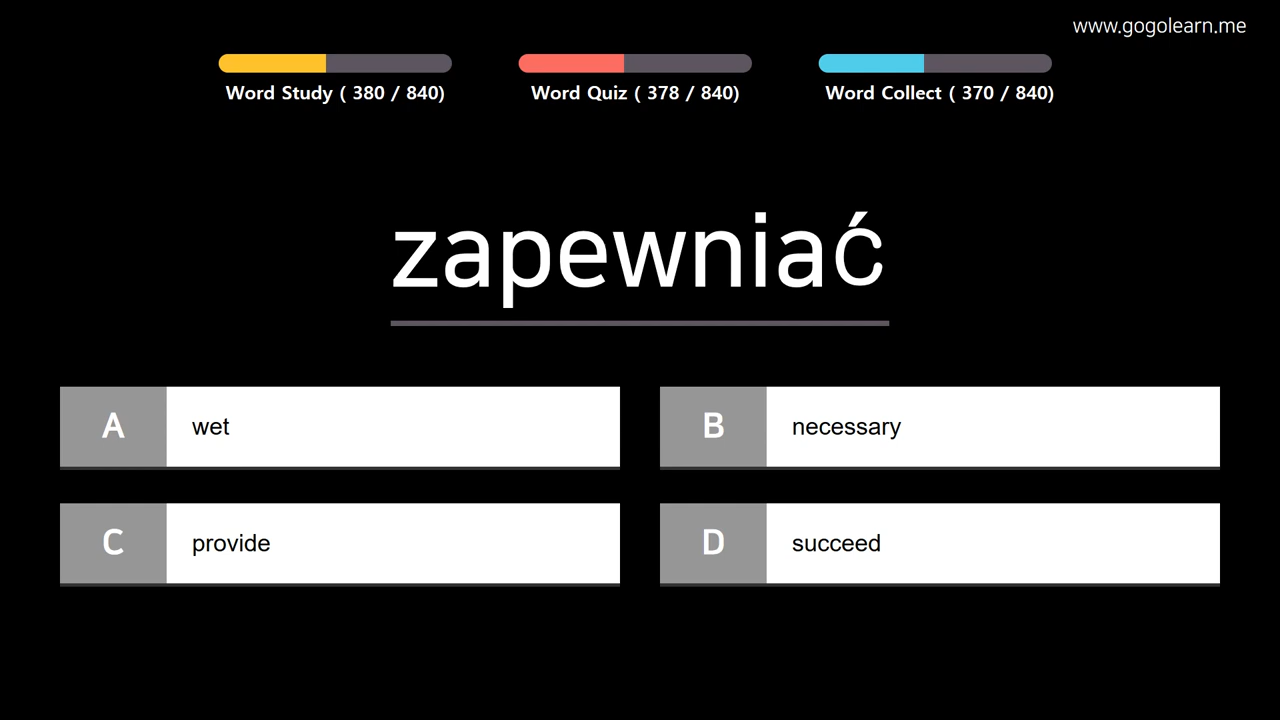 www.gogolearn.me
Word Study ( 380 / 840)
Word Quiz ( 378 / 840)
Word Collect ( 370 / 840)
zapewniać
A wet
B necessary
C provide
D succeed